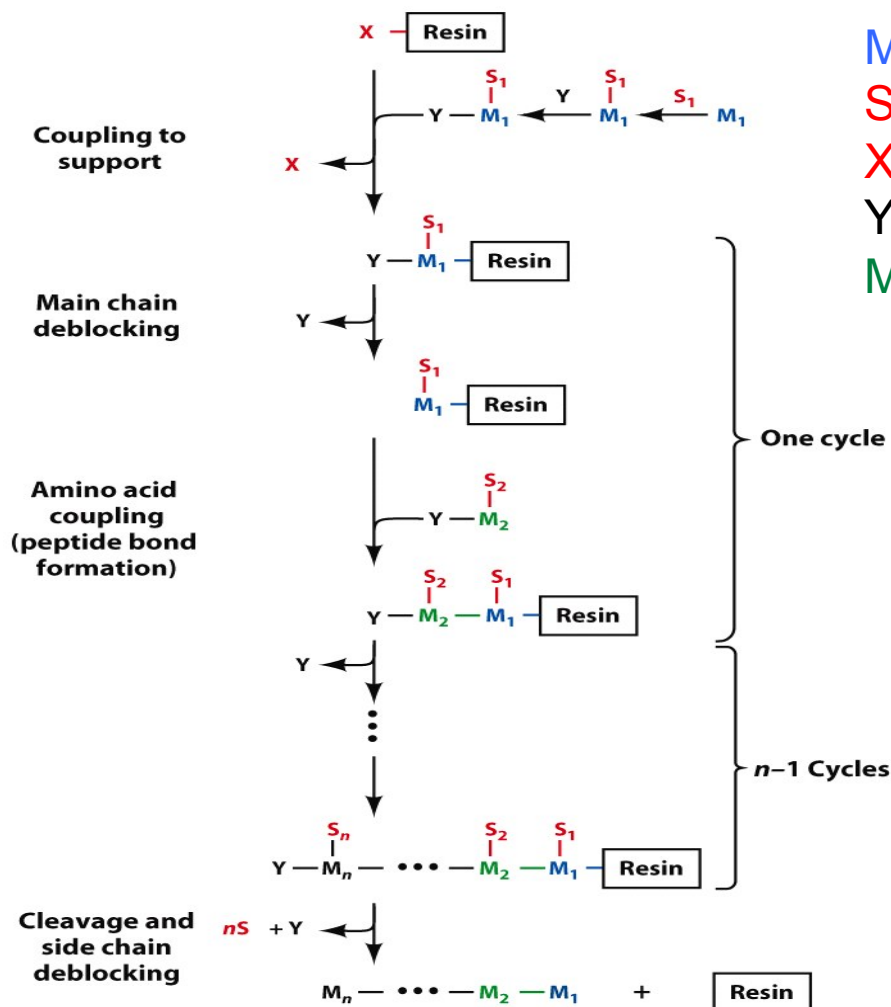 X — Resin
S₁ S₁
Y — M₁ Y M₁ S₁ M₁
Coupling to
support
X
S₁
Y — M₁ — Resin
Main chain
deblocking
Y
S₁
M₁ — Resin
One cycle
Amino acid
coupling
(peptide bond
formation)
S₂
Y — M₂
S₂ S₁
Y — M₂ — M₁ — Resin
Y
n–1 Cycles
Sₙ S₂ S₁
Y — Mₙ — ••• — M₂ — M₁ — Resin
Cleavage and
side chain
deblocking
nS + Y
Mₙ — ••• — M₂ — M₁ + Resin
M
S
X
Y
M